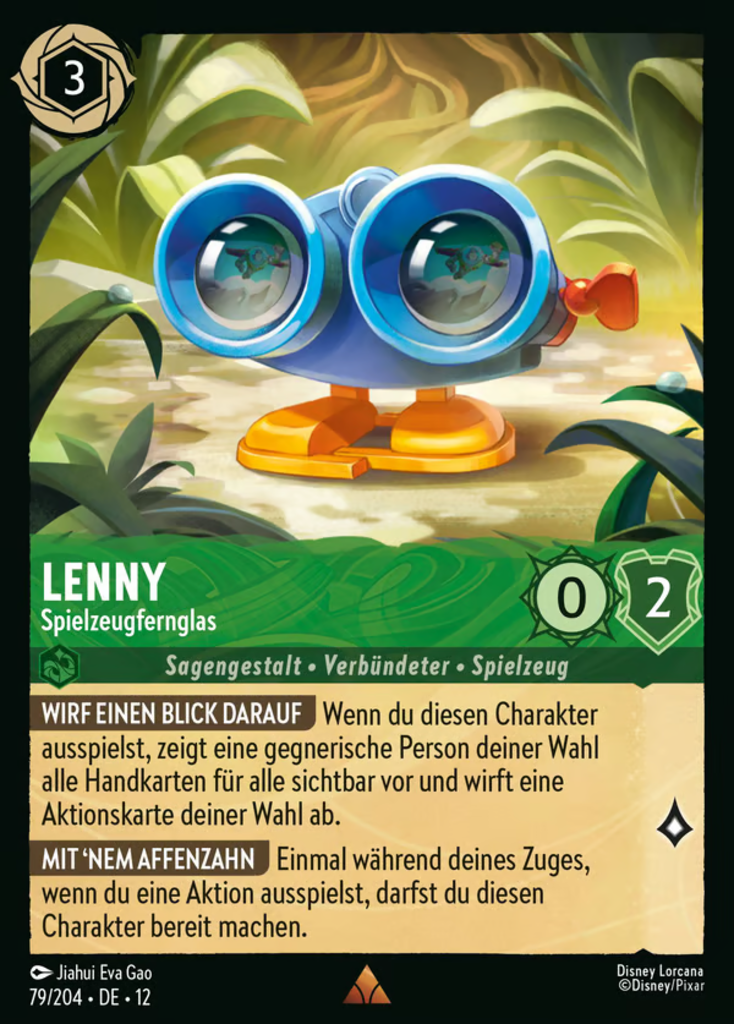 3
LENNY
Spielzeugfernglas
0 2
Sagengestalt • Verbündeter • Spielzeug
WIRF EINEN BLICK DARAUF Wenn du diesen Charakter
ausspielst, zeigt eine gegnerische Person deiner Wahl
alle Handkarten für alle sichtbar vor und wirft eine
Aktionskarte deiner Wahl ab.
MIT ‘NEM AFFENZAHN Einmal während deines Zuges,
wenn du eine Aktion ausspielst, darfst du diesen
Charakter bereit machen.
Jiahui Eva Gao
79/204 • DE • 12
Disney Lorcana
©Disney/Pixar